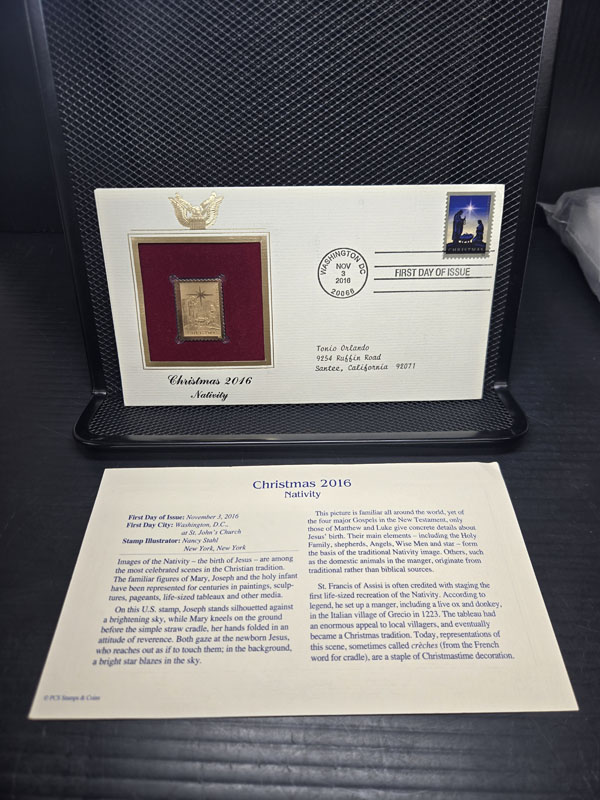 CHRISTMAS
WASHINGTON DC
NOV
3
2016
20066
FIRST DAY OF ISSUE
Tonio Orlando
9254 Ruffin Road
Santee, California 92071
Christmas 2016
Nativity
Christmas 2016
Nativity
First Day of Issue: November 3, 2016
First Day City: Washington, D.C.,
at St. John's Church
Stamp Illustrator: Nancy Stahl
New York, New York
Images of the Nativity – the birth of Jesus – are among
the most celebrated scenes in the Christian tradition.
The familiar figures of Mary, Joseph and the holy infant
have been represented for centuries in paintings, sculp-
tures, pageants, life-sized tableaux and other media.
On this U.S. stamp, Joseph stands silhouetted against
a brightening sky, while Mary kneels on the ground
before the simple straw cradle, her hands folded in an
attitude of reverence. Both gaze at the newborn Jesus,
who reaches out as if to touch them; in the background,
a bright star blazes in the sky.
This picture is familiar all around the world, yet of
the four major Gospels in the New Testament, only
those of Matthew and Luke give concrete details about
Jesus' birth. Their main elements – including the Holy
Family, shepherds, Angels, Wise Men and star – form
the basis of the traditional Nativity image. Others, such
as the domestic animals in the manger, originate from
traditional rather than biblical sources.
St. Francis of Assisi is often credited with staging the
first life-sized recreation of the Nativity. According to
legend, he set up a manger, including a live ox and donkey,
in the Italian village of Grecio in 1223. The tableau had
an enormous appeal to local villagers, and eventually
became a Christmas tradition. Today, representations of
this scene, sometimes called crèches (from the French
word for cradle), are a staple of Christmastime decoration.
© PCS Stamps & Coins